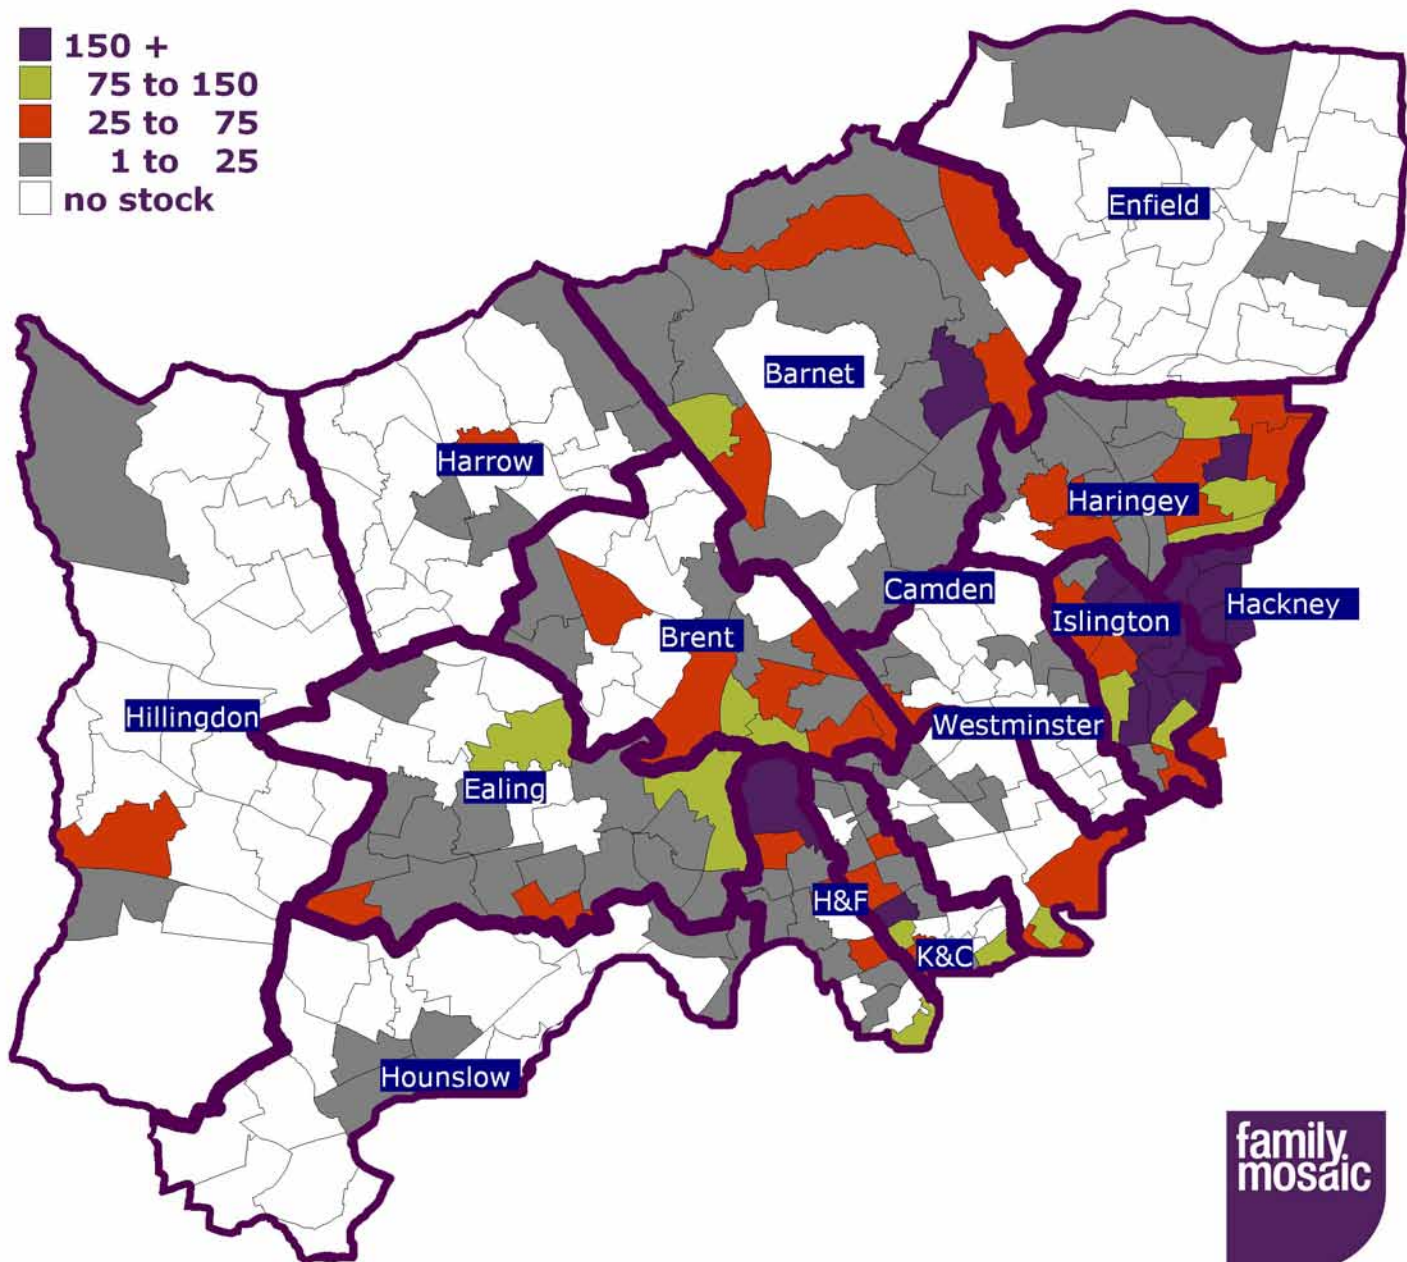 150 +
75 to 150
25 to 75
1 to 25
no stock
Enfield
Barnet
Harrow
Haringey
Camden
Islington
Hackney
Brent
Hillingdon
Westminster
Ealing
H&F
K&C
Hounslow
family
mosaic